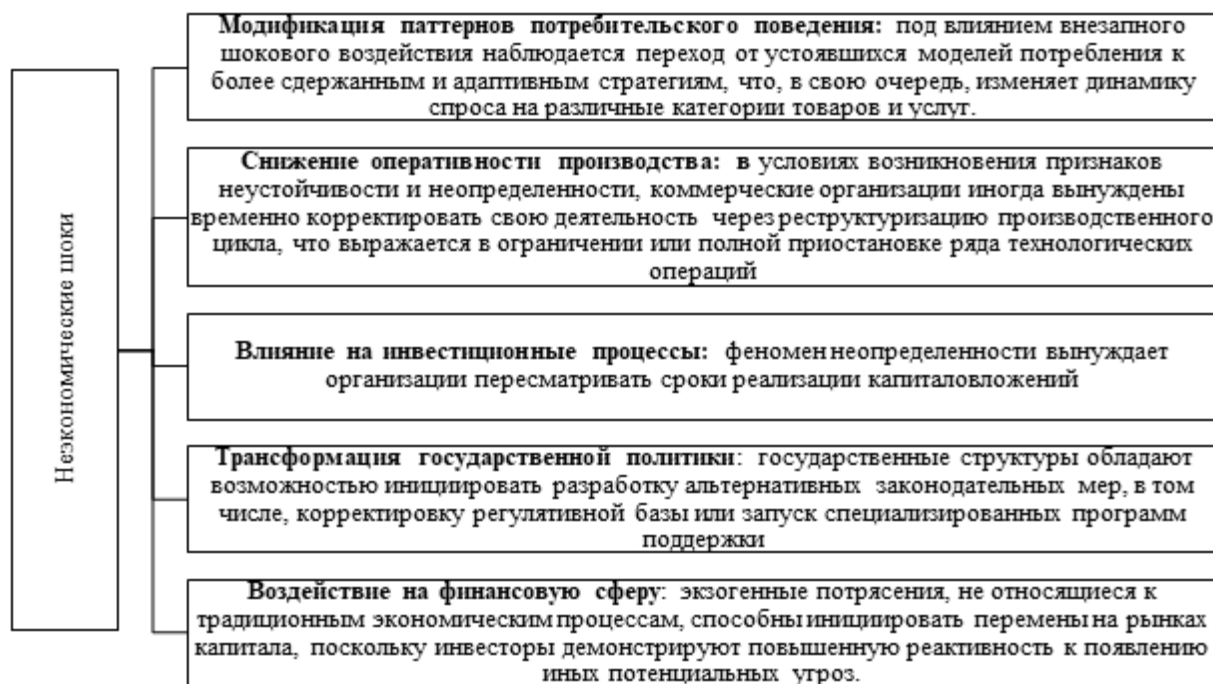 Неэкономические шоки
Модификация паттернов потребительского поведения: под влиянием внезапного
шокового воздействия наблюдается переход от устоявшихся моделей потребления к
более сдержанным и адаптивным стратегиям, что, в свою очередь, изменяет динамику
спроса на различные категории товаров и услуг.
Снижение оперативности производства: в условиях возникновения признаков
неустойчивости и неопределенности, коммерческие организации иногда вынуждены
временно корректировать свою деятельность через реструктуризацию производственного
цикла, что выражается в ограничении или полной приостановке ряда технологических
операций
Влияние на инвестиционные процессы: феномен неопределенности вынуждает
организации пересматривать сроки реализации капиталовложений
Трансформация государственной политики: государственные структуры обладают
возможностью инициировать разработку альтернативных законодательных мер, в том
числе, корректировку регулятивной базы или запуск специализированных программ
поддержки
Воздействие на финансовую сферу: экзогенные потрясения, не относящиеся к
традиционным экономическим процессам, способны инициировать перемены на рынках
капитала, поскольку инвесторы демонстрируют повышенную реактивность к появлению
иных потенциальных угроз.